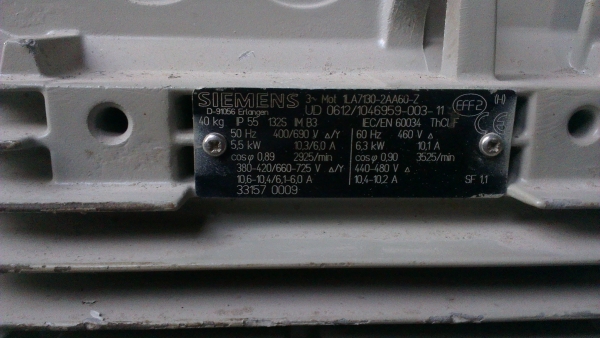 SIEMENS 3~ Mot. 1LA7130-2AA60-Z
D-91056 Erlangen UD 0612/1046959-003-11 EFF2 (H)
40 kg IP 55 132S IM B3 IEC/EN 60034 Th.Cl. F CE
50 Hz 400/690 V Δ/Y 60 Hz 460 V Δ
5,5 kW 10,3/6,0 A 6,3 kW 10,1 A
cosφ 0,89 2925/min cosφ 0,90 3525/min
380-420/660-725 V Δ/Y 440-480 V Δ
10,6-10,4/6,1-6,0 A 10,4-10,2 A SF 1,1
33157 0009